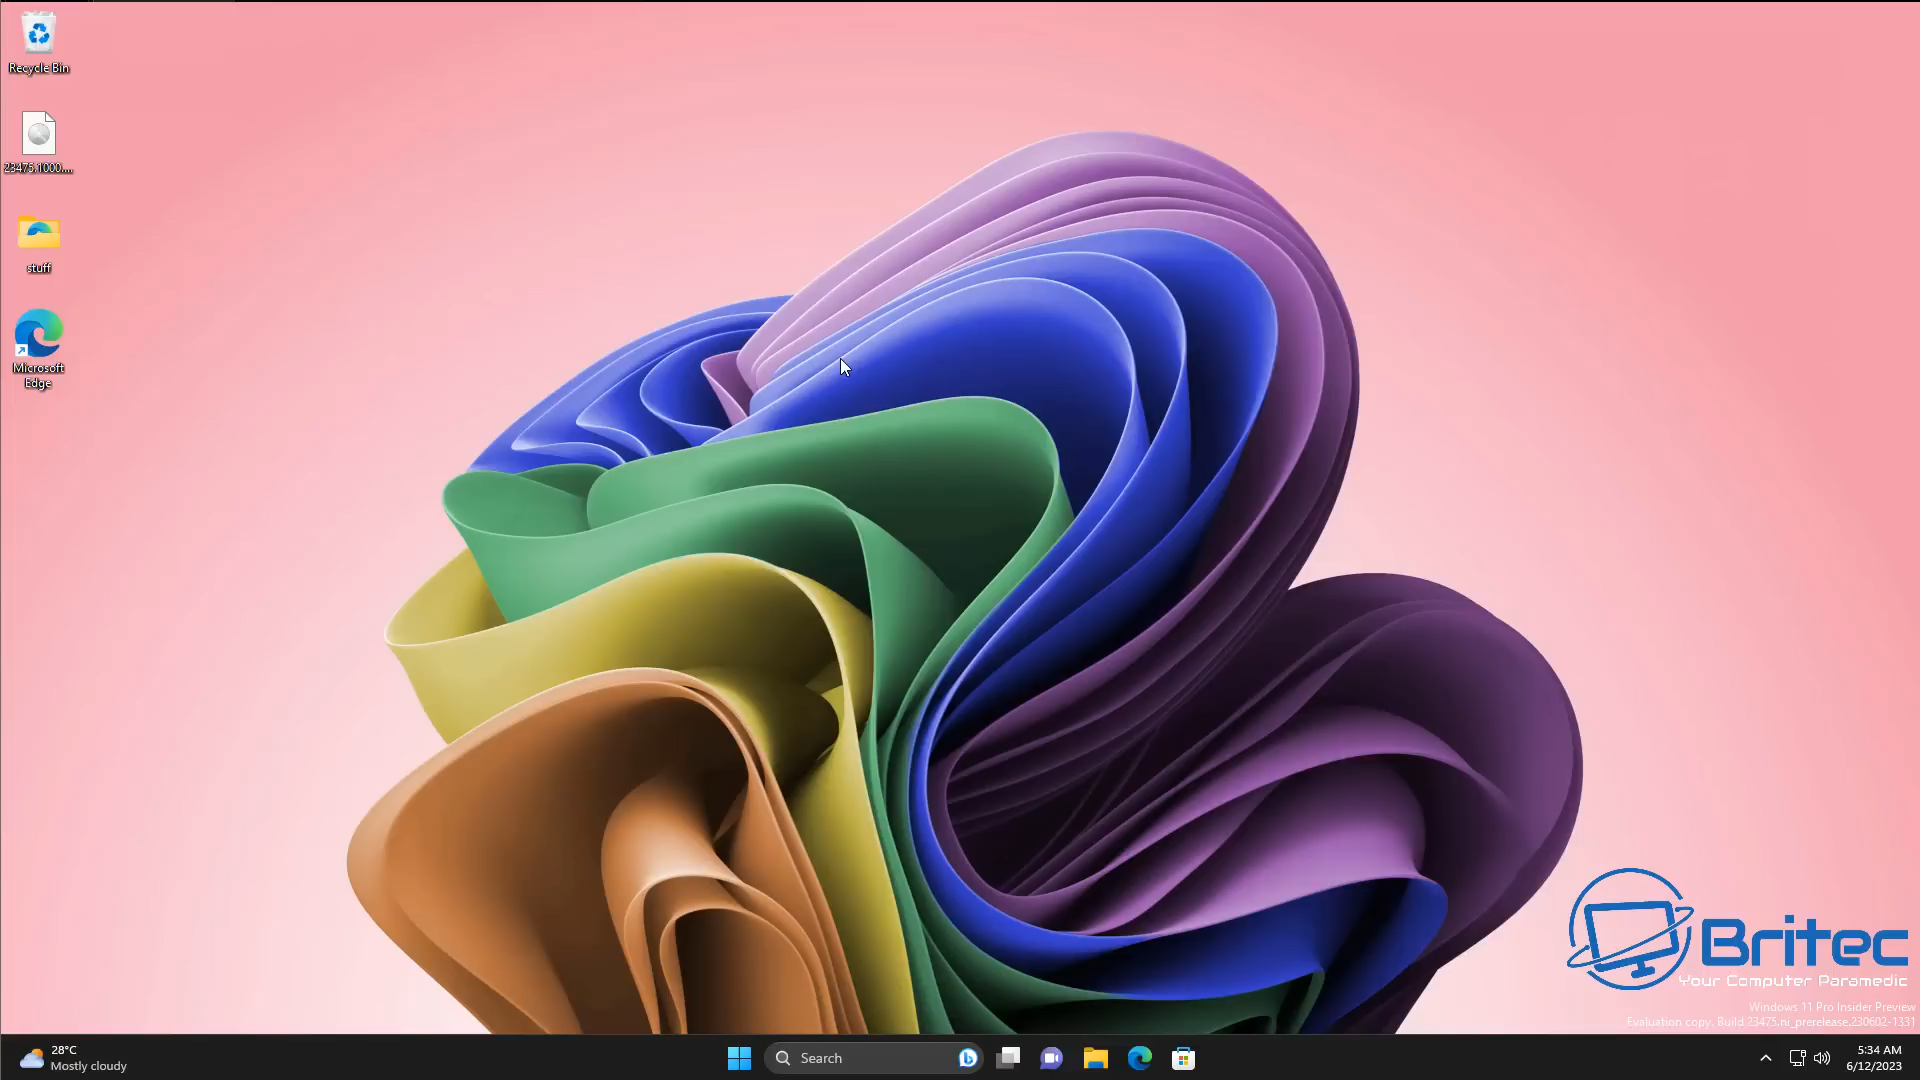 Recycle Bin
23475.1000....
stuff
Microsoft
Edge
Britec
Your Computer Paramedic
Windows 11 Pro Insider Preview
Evaluation copy. Build 23475.ni_prerelease.230602-1331
28°C
Mostly cloudy
Search
5:34 AM
6/12/2023